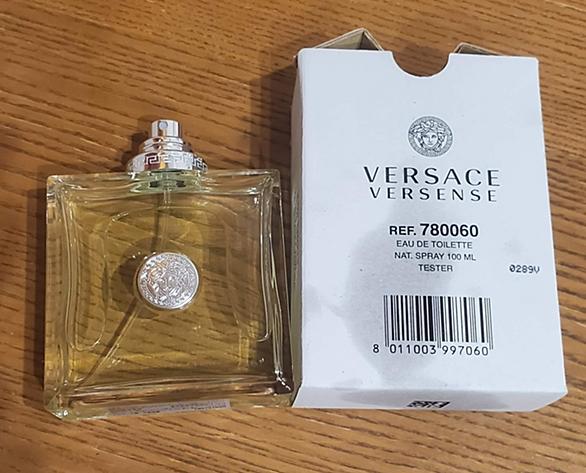 VERSACE
VERSENSE
REF. 780060
EAU DE TOILETTE
NAT. SPRAY 100 ML
TESTER
0289V
8 011003 997060